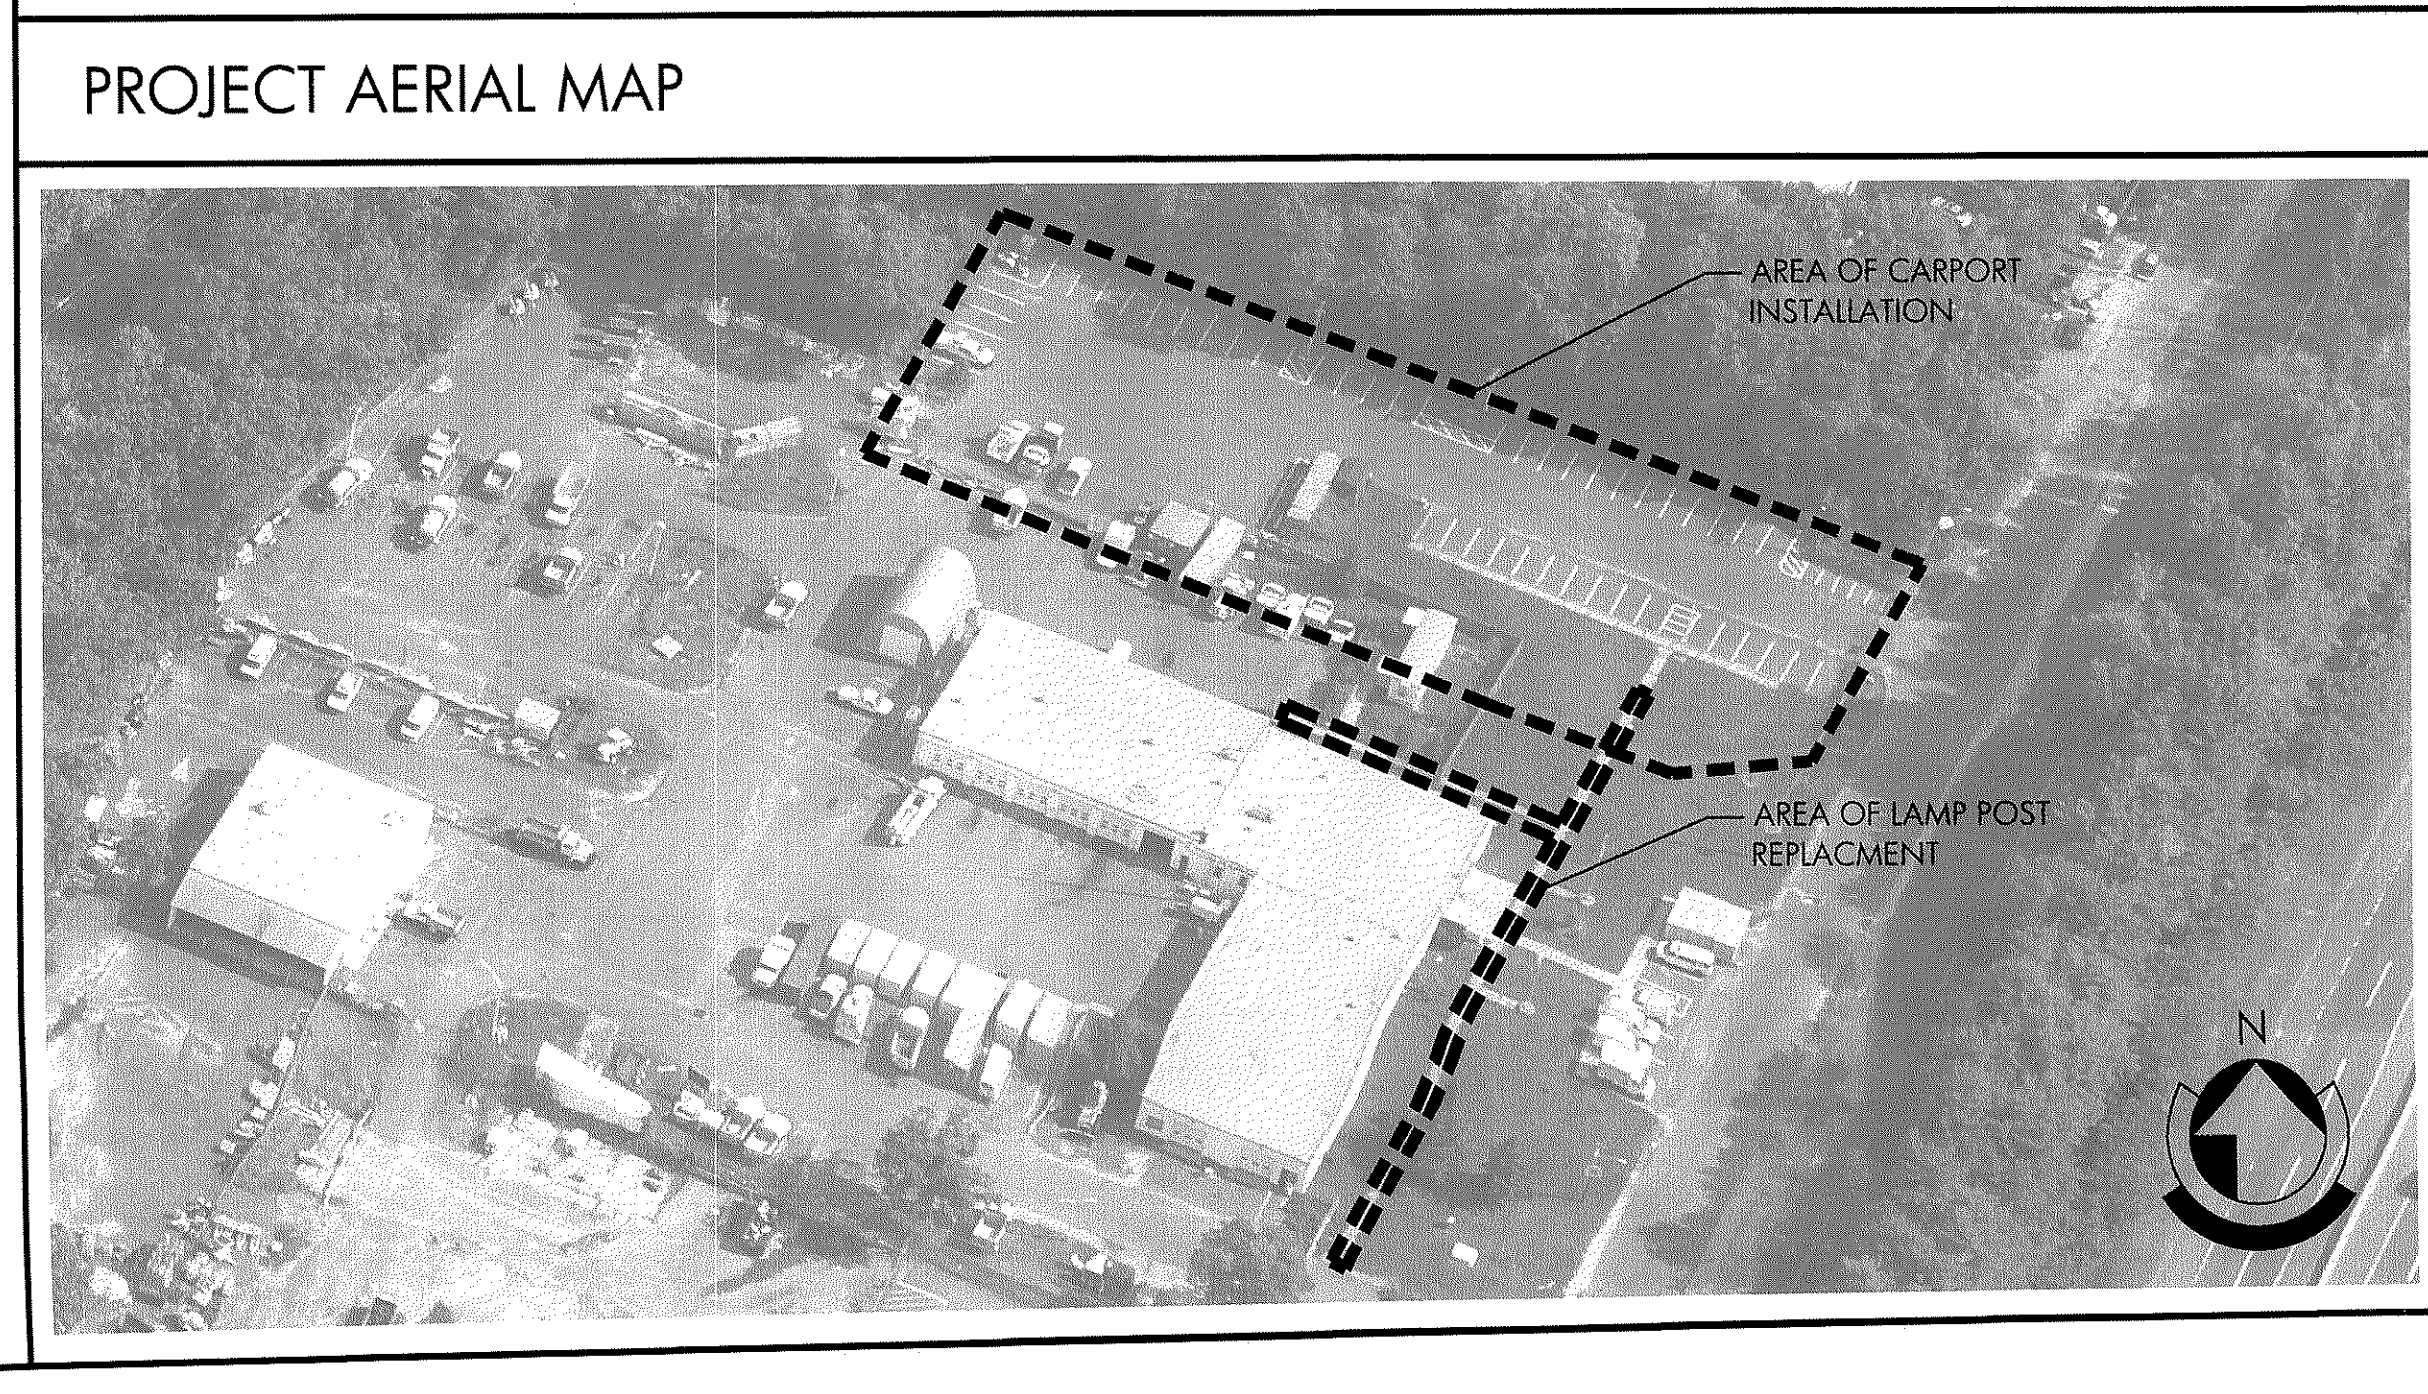 PROJECT AERIAL MAP
AREA OF CARPORT
INSTALLATION
AREA OF LAMP POST
REPLACMENT
N